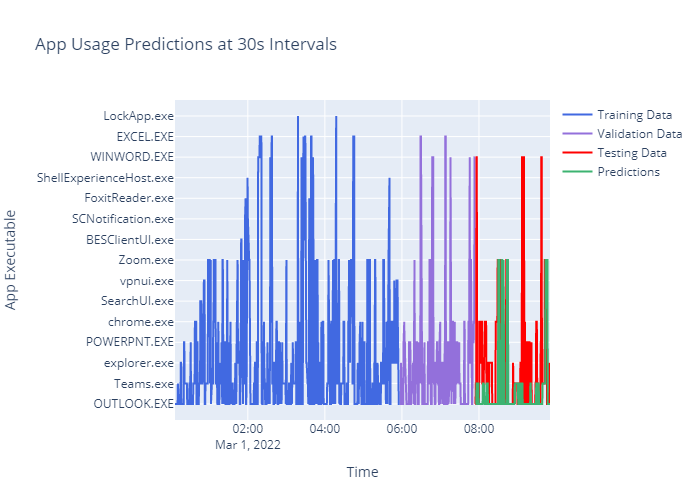 App Usage Predictions at 30s Intervals
LockApp.exe
EXCEL.EXE
WINWORD.EXE
ShellExperienceHost.exe
FoxitReader.exe
SCNotification.exe
BESClientUI.exe
Zoom.exe
vpnui.exe
SearchUI.exe
chrome.exe
POWERPNT.EXE
explorer.exe
Teams.exe
OUTLOOK.EXE
App Executable
02:00
04:00
06:00
08:00
Mar 1, 2022
Time
Training Data
Validation Data
Testing Data
Predictions